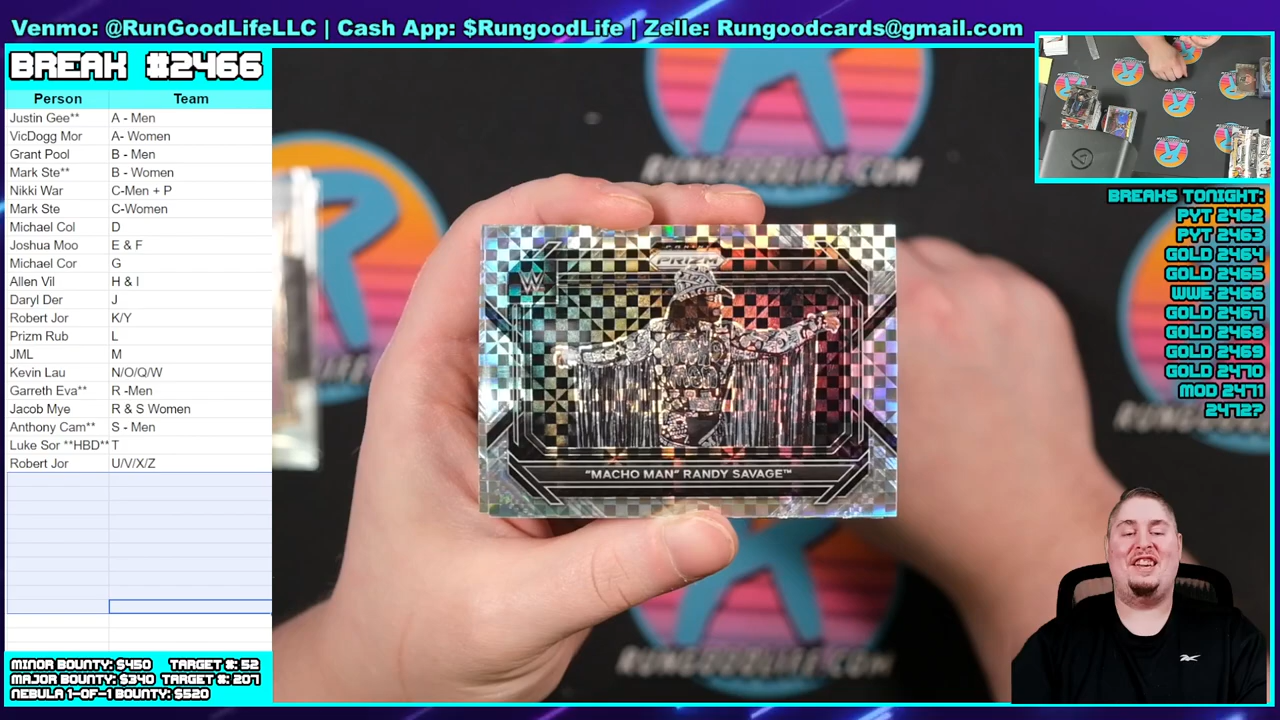 Venmo: @RunGoodLifeLLC | Cash App: $RungoodLife | Zelle: Rungoodcards@gmail.com
BREAK #2466
Person Team
Justin Gee** A - Men
VicDogg Mor A- Women
Grant Pool B - Men
Mark Ste** B - Women
Nikki War C-Men + P
Mark Ste C-Women
Michael Col D
Joshua Moo E & F
Michael Cor G
Allen Vil H & I
Daryl Der J
Robert Jor K/Y
Prizm Rub L
JML M
Kevin Lau N/O/Q/W
Garreth Eva** R -Men
Jacob Mye R & S Women
Anthony Cam** S - Men
Luke Sor **HBD** T
Robert Jor U/V/X/Z
MINOR BOUNTY: $450 TARGET #: 52
MAJOR BOUNTY: $340 TARGET #: 207
NEBULA 1-OF-1 BOUNTY: $520
RUNGOODLIFE.COM
PRIZM
"MACHO MAN" RANDY SAVAGE™
BREAKS TONIGHT:
PYT 2462
PYT 2463
GOLD 2464
GOLD 2465
WWE 2466
GOLD 2467
GOLD 2468
GOLD 2469
GOLD 2470
MOD 2471
2472?